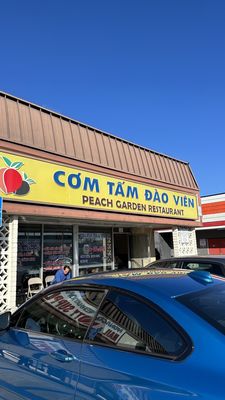 CƠM TẤM ĐÀO VIÊN
PEACH GARDEN RESTAURANT